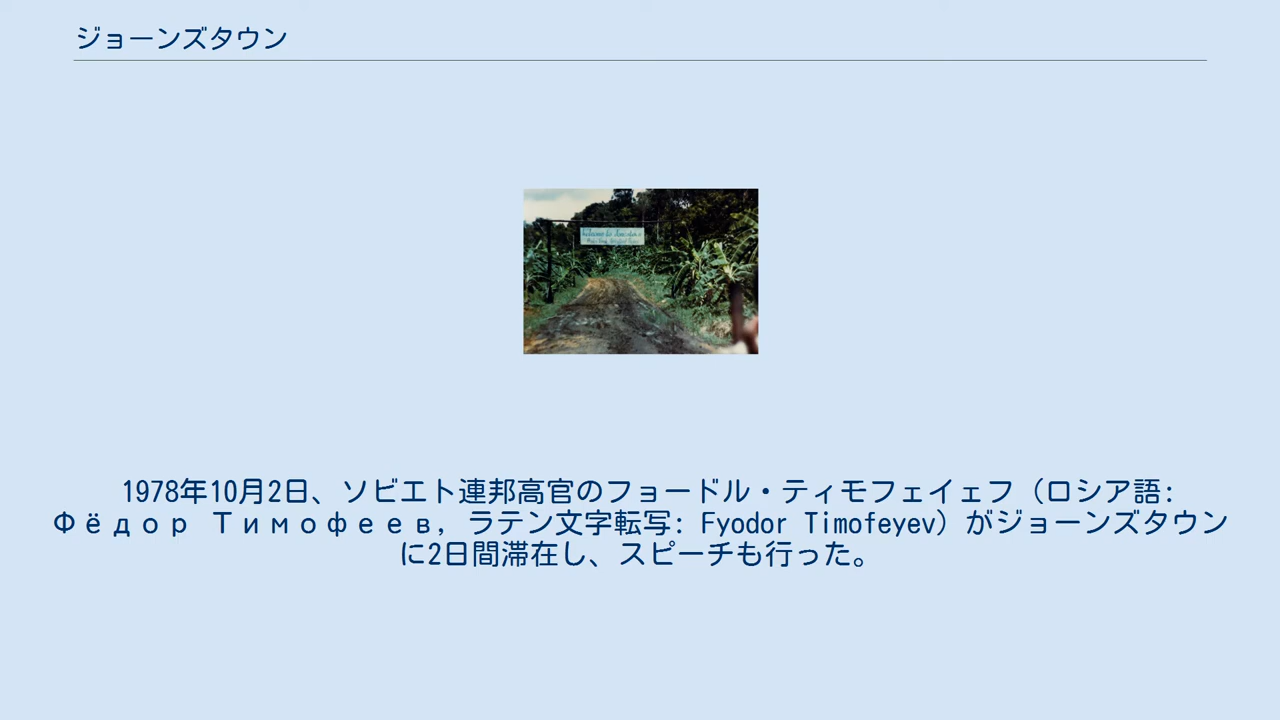 ジョーンズタウン
1978年10月2日、ソビエト連邦高官のフョードル・ティモフェイェフ（ロシア語:
Фёдор Тимофеев, ラテン文字転写: Fyodor Timofeyev）がジョーンズタウン
に2日間滞在し、スピーチも行った。